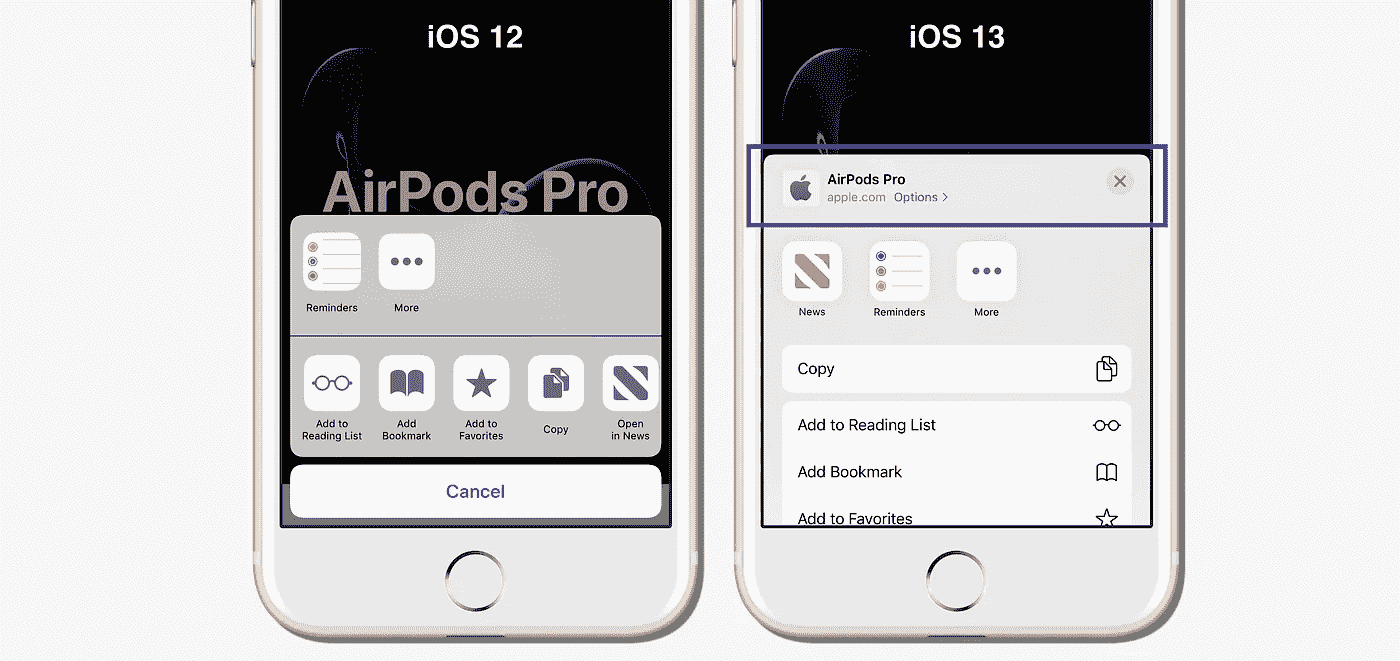 iOS 12
AirPods Pro
Reminders
More
Add to
Reading List
Add
Bookmark
Add to
Favorites
Copy
Open
in News
Cancel
iOS 13
AirPods Pro
apple.com Options >
News
Reminders
More
Copy
Add to Reading List
Add Bookmark
Add to Favorites